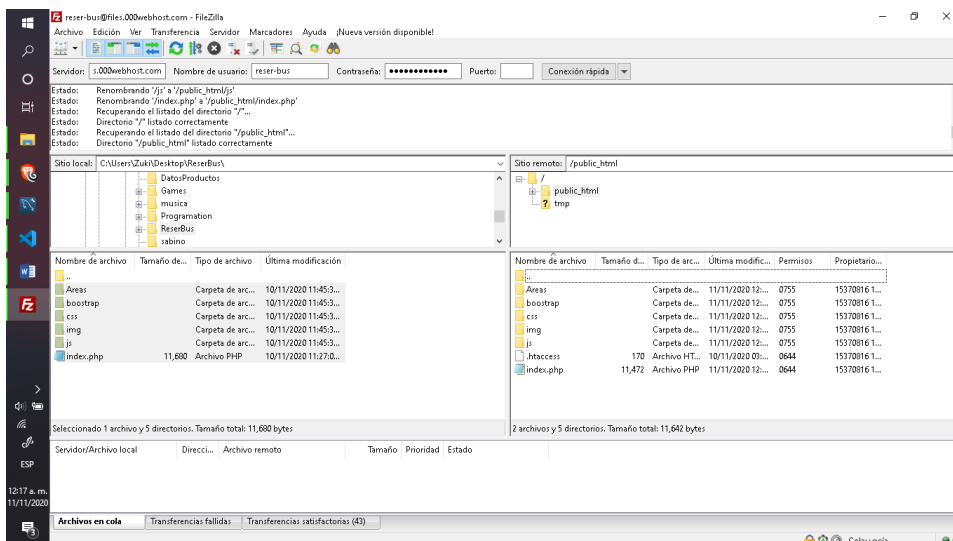 reser-bus@files.000webhost.com - FileZilla
Archivo Edición Ver Transferencia Servidor Marcadores Ayuda ¡Nueva versión disponible!
Servidor: s.000webhost.com Nombre de usuario: reser-bus Contraseña: ●●●●●●●●●●●● Puerto: Conexión rápida
Estado: Renombrando '/js' a '/public_html/js'
Estado: Renombrando '/index.php' a '/public_html/index.php'
Estado: Recuperando el listado del directorio "/"...
Estado: Directorio "/" listado correctamente
Estado: Recuperando el listado del directorio "/public_html"...
Estado: Directorio "/public_html" listado correctamente
Sitio local: C:\Users\Zuki\Desktop\ReserBus\
DatosProductos
Games
musica
Programation
ReserBus
sabino
Sitio remoto: /public_html
/
public_html
? tmp
Nombre de archivo Tamaño de... Tipo de archivo Última modificación
..
Areas Carpeta de arc... 10/11/2020 11:45:3...
boostrap Carpeta de arc... 10/11/2020 11:45:3...
css Carpeta de arc... 10/11/2020 11:45:3...
img Carpeta de arc... 10/11/2020 11:45:3...
js Carpeta de arc... 10/11/2020 11:45:3...
index.php 11,680 Archivo PHP 10/11/2020 11:27:0...
Seleccionado 1 archivo y 5 directorios. Tamaño total: 11,680 bytes
Nombre de archivo Tamaño d... Tipo de arc... Última modific... Permisos Propietario...
..
Areas Carpeta de... 11/11/2020 12:... 0755 15370816 1...
boostrap Carpeta de... 11/11/2020 12:... 0755 15370816 1...
css Carpeta de... 11/11/2020 12:... 0755 15370816 1...
img Carpeta de... 11/11/2020 12:... 0755 15370816 1...
js Carpeta de... 11/11/2020 12:... 0755 15370816 1...
.htaccess 170 Archivo HT... 10/11/2020 03:... 0644 15370816 1...
index.php 11,472 Archivo PHP 11/11/2020 12:... 0644 15370816 1...
2 archivos y 5 directorios. Tamaño total: 11,642 bytes
Servidor/Archivo local Direcci... Archivo remoto Tamaño Prioridad Estado
Archivos en cola Transferencias fallidas Transferencias satisfactorias (43)
ESP
12:17 a. m.
11/11/2020
3